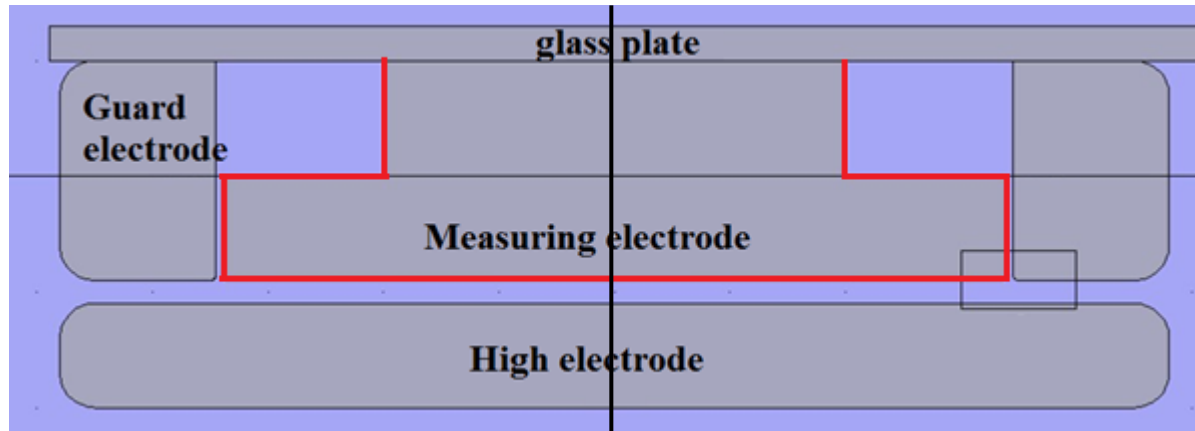 glass plate
Guard
electrode
Measuring electrode
High electrode